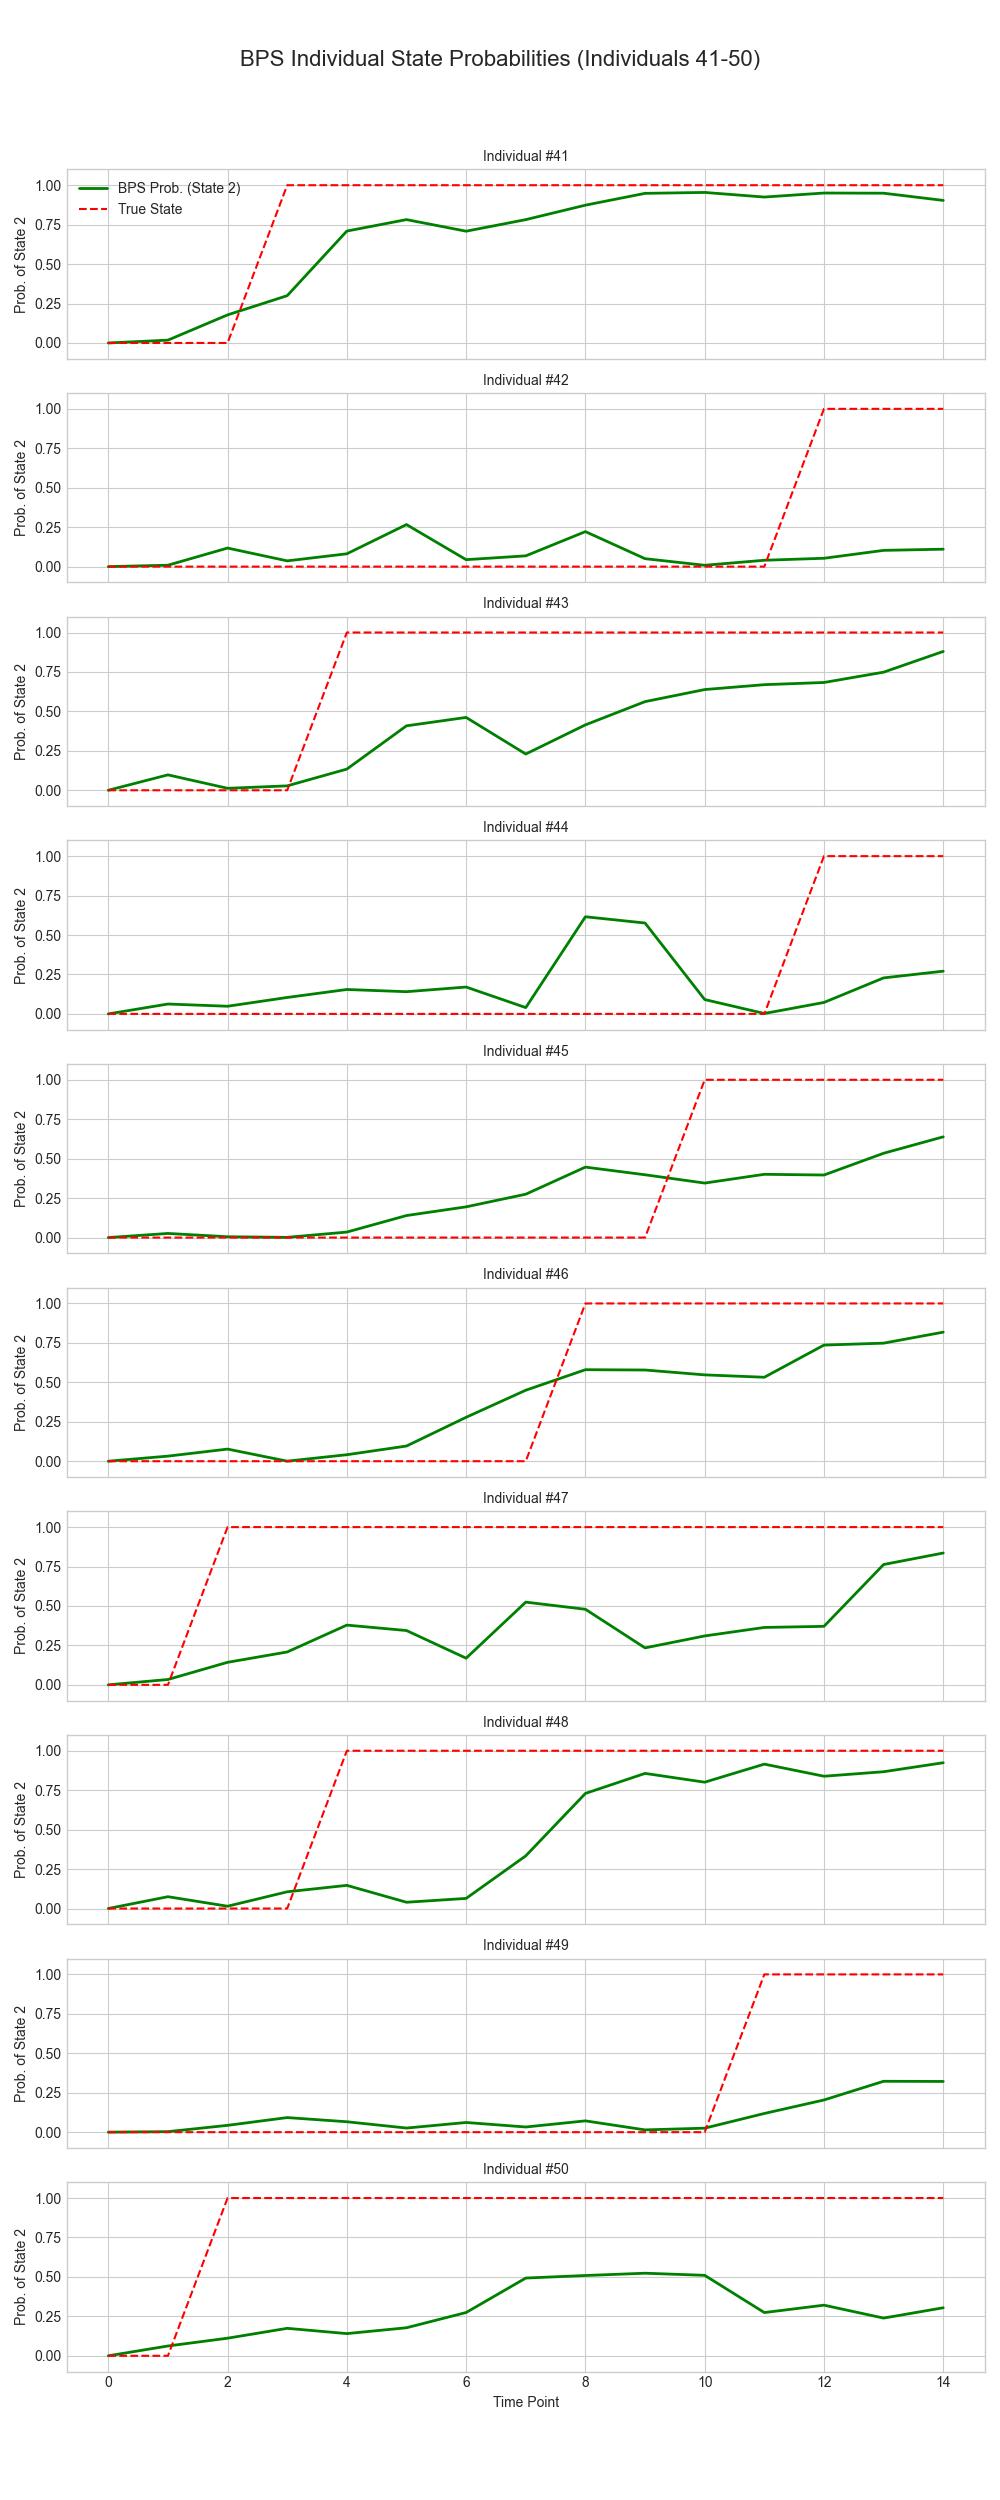 BPS Individual State Probabilities (Individuals 41-50)
Individual #41
BPS Prob. (State 2)
True State
1.00
0.75
0.50
0.25
0.00
Prob. of State 2
Individual #42
1.00
0.75
0.50
0.25
0.00
Prob. of State 2
Individual #43
1.00
0.75
0.50
0.25
0.00
Prob. of State 2
Individual #44
1.00
0.75
0.50
0.25
0.00
Prob. of State 2
Individual #45
1.00
0.75
0.50
0.25
0.00
Prob. of State 2
Individual #46
1.00
0.75
0.50
0.25
0.00
Prob. of State 2
Individual #47
1.00
0.75
0.50
0.25
0.00
Prob. of State 2
Individual #48
1.00
0.75
0.50
0.25
0.00
Prob. of State 2
Individual #49
1.00
0.75
0.50
0.25
0.00
Prob. of State 2
Individual #50
1.00
0.75
0.50
0.25
0.00
Prob. of State 2
0 2 4 6 8 10 12 14
Time Point